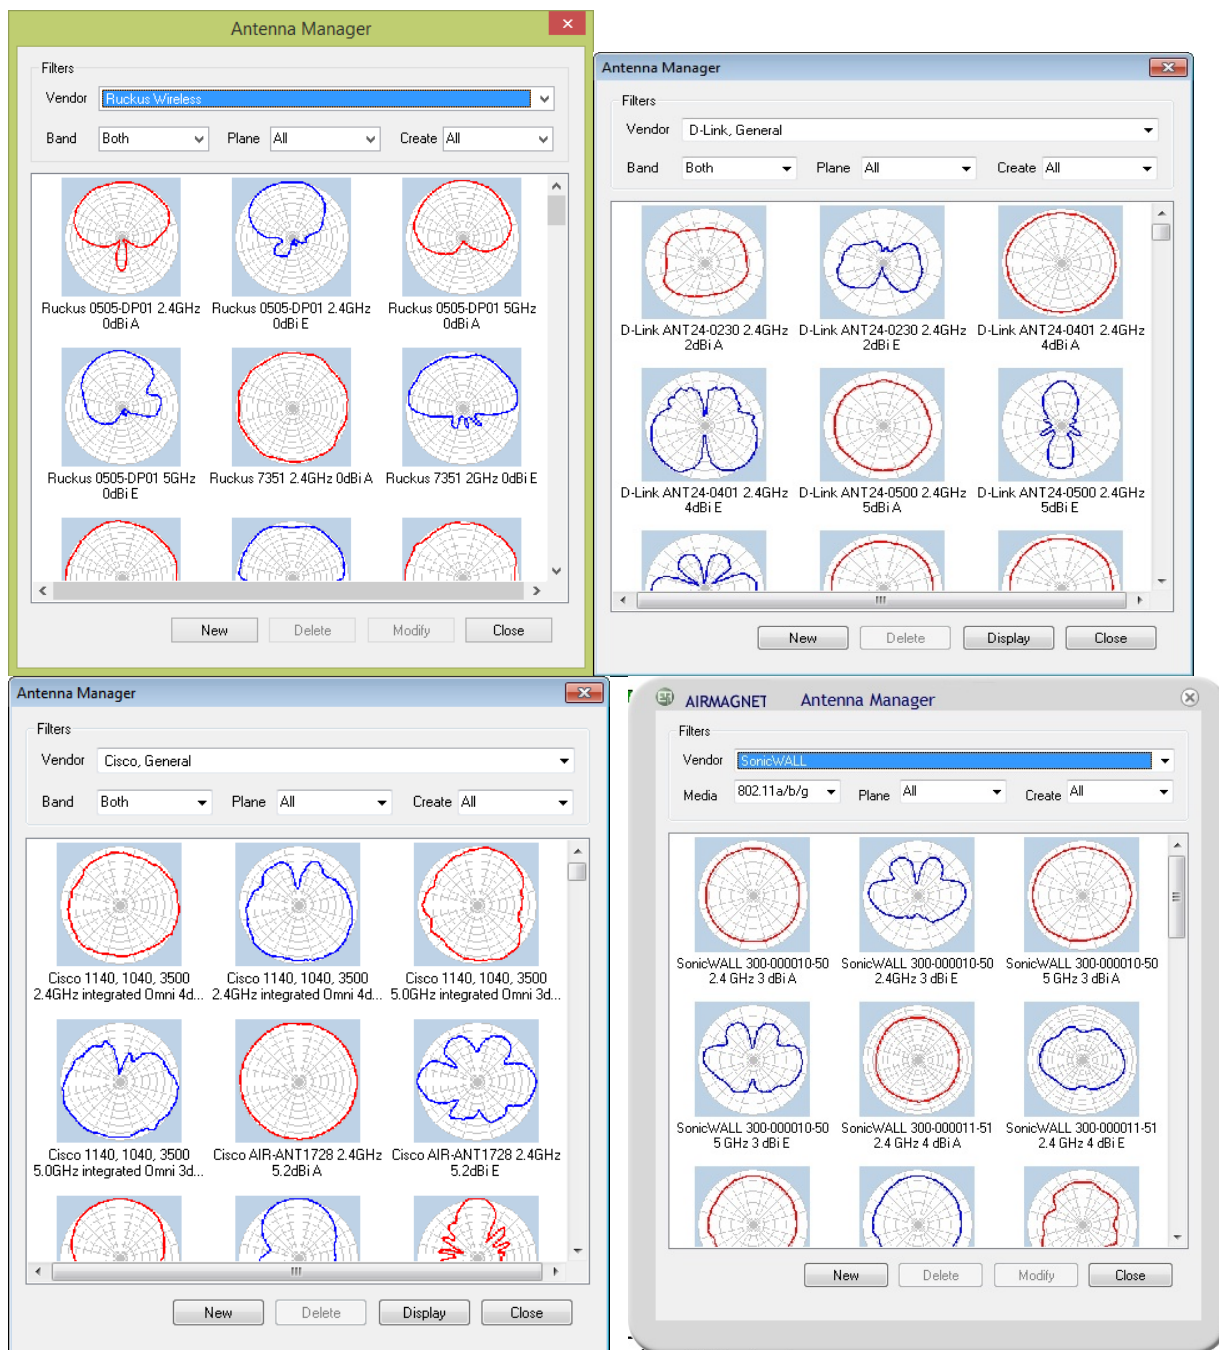 Antenna Manager
Filters
Vendor Ruckus Wireless
Band Both Plane All Create All
Ruckus 0505-DP01 2.4GHz Ruckus 0505-DP01 2.4GHz Ruckus 0505-DP01 5GHz
0dBi A 0dBi E 0dBi A
Ruckus 0505-DP01 5GHz Ruckus 7351 2.4GHz 0dBi A Ruckus 7351 2GHz 0dBi E
0dBi E
New Delete Modify Close
Antenna Manager
Filters
Vendor D-Link, General
Band Both Plane All Create All
D-Link ANT24-0230 2.4GHz D-Link ANT24-0230 2.4GHz D-Link ANT24-0401 2.4GHz
2dBi A 2dBi E 4dBi A
D-Link ANT24-0401 2.4GHz D-Link ANT24-0500 2.4GHz D-Link ANT24-0500 2.4GHz
4dBi E 5dBi A 5dBi E
New Delete Display Close
Antenna Manager
Filters
Vendor Cisco, General
Band Both Plane All Create All
Cisco 1140, 1040, 3500 Cisco 1140, 1040, 3500 Cisco 1140, 1040, 3500
2.4GHz integrated Omni 4d... 2.4GHz integrated Omni 4d... 5.0GHz integrated Omni 3d...
Cisco 1140, 1040, 3500 Cisco AIR-ANT1728 2.4GHz Cisco AIR-ANT1728 2.4GHz
5.0GHz integrated Omni 3d... 5.2dBi A 5.2dBi E
New Delete Display Close
AIRMAGNET Antenna Manager
Filters
Vendor SonicWALL
Media 802.11a/b/g Plane All Create All
SonicWALL 300-000010-50 SonicWALL 300-000010-50 SonicWALL 300-000010-50
2.4 GHz 3 dBi A 2.4GHz 3 dBi E 5 GHz 3 dBi A
SonicWALL 300-000010-50 SonicWALL 300-000011-51 SonicWALL 300-000011-51
5 GHz 3 dBi E 2.4 GHz 4 dBi A 2.4 GHz 4 dBi E
New Delete Modify Close